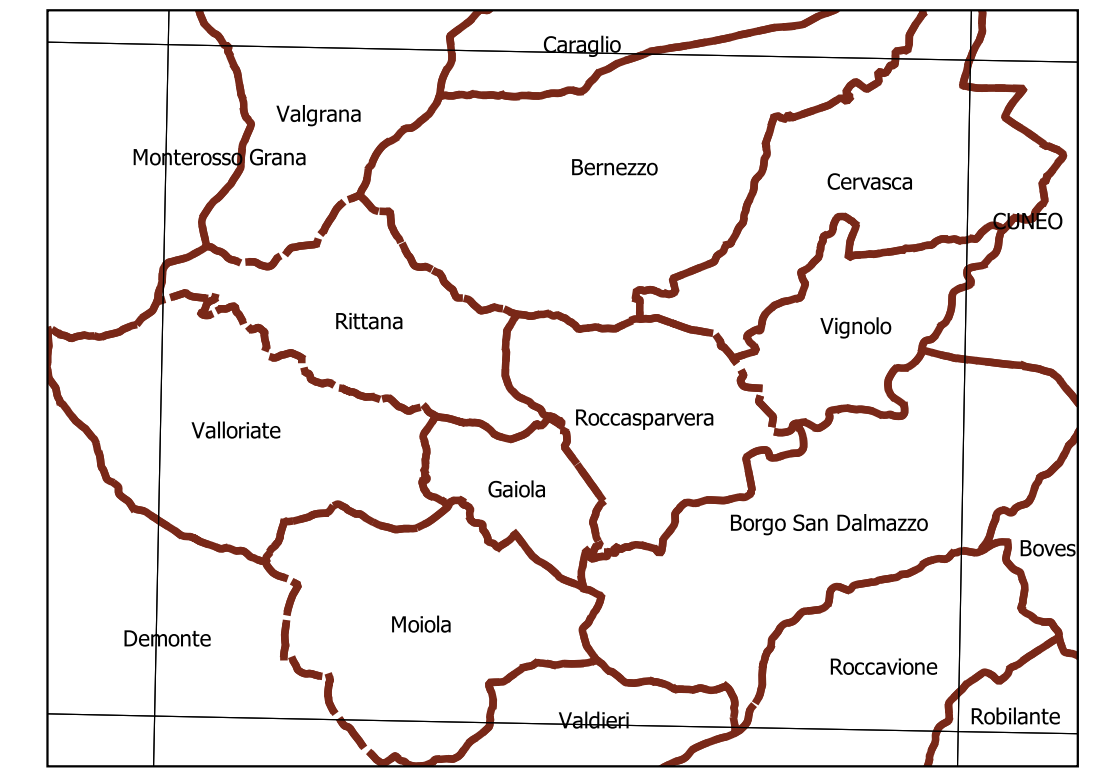 Caraglio
Valgrana
Monterosso Grana
Bernezzo
Cervasca
CUNEO
Rittana
Vignolo
Roccasparvera
Valloriate
Gaiola
Borgo San Dalmazzo
Boves
Moiola
Demonte
Roccavione
Valdieri
Robilante